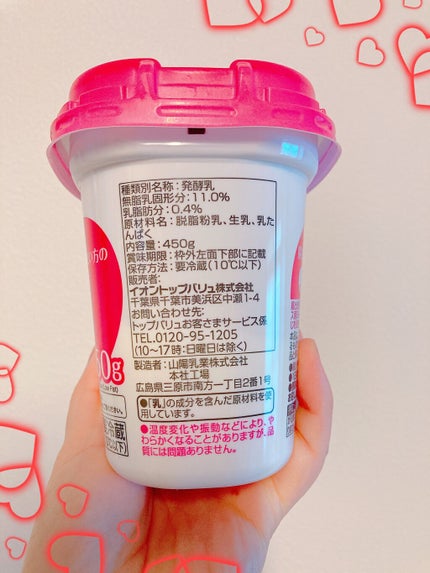 種類別名称：発酵乳
無脂乳固形分：11.0%
乳脂肪分：0.4%
原材料名：脱脂粉乳、生乳、乳た
んぱく
内容量：450g
賞味期限：枠外左面下部に記載
保存方法：要冷蔵(10℃以下)
販売者：
イオントップバリュ株式会社
千葉県千葉市美浜区中瀬1-4
お問い合わせ先：
トップバリュお客さまサービス係
TEL.0120-95-1205
(10〜17時：日曜日は除く)
製造者：山陽乳業株式会社
本社工場
広島県三原市南方一丁目2番1号
●「乳」の成分を含んだ原材料を使
用しています。
●温度変化や振動などにより、や
わらかくなることがありますが、品
質には問題ありません。
方の
0g
冷蔵
以下)